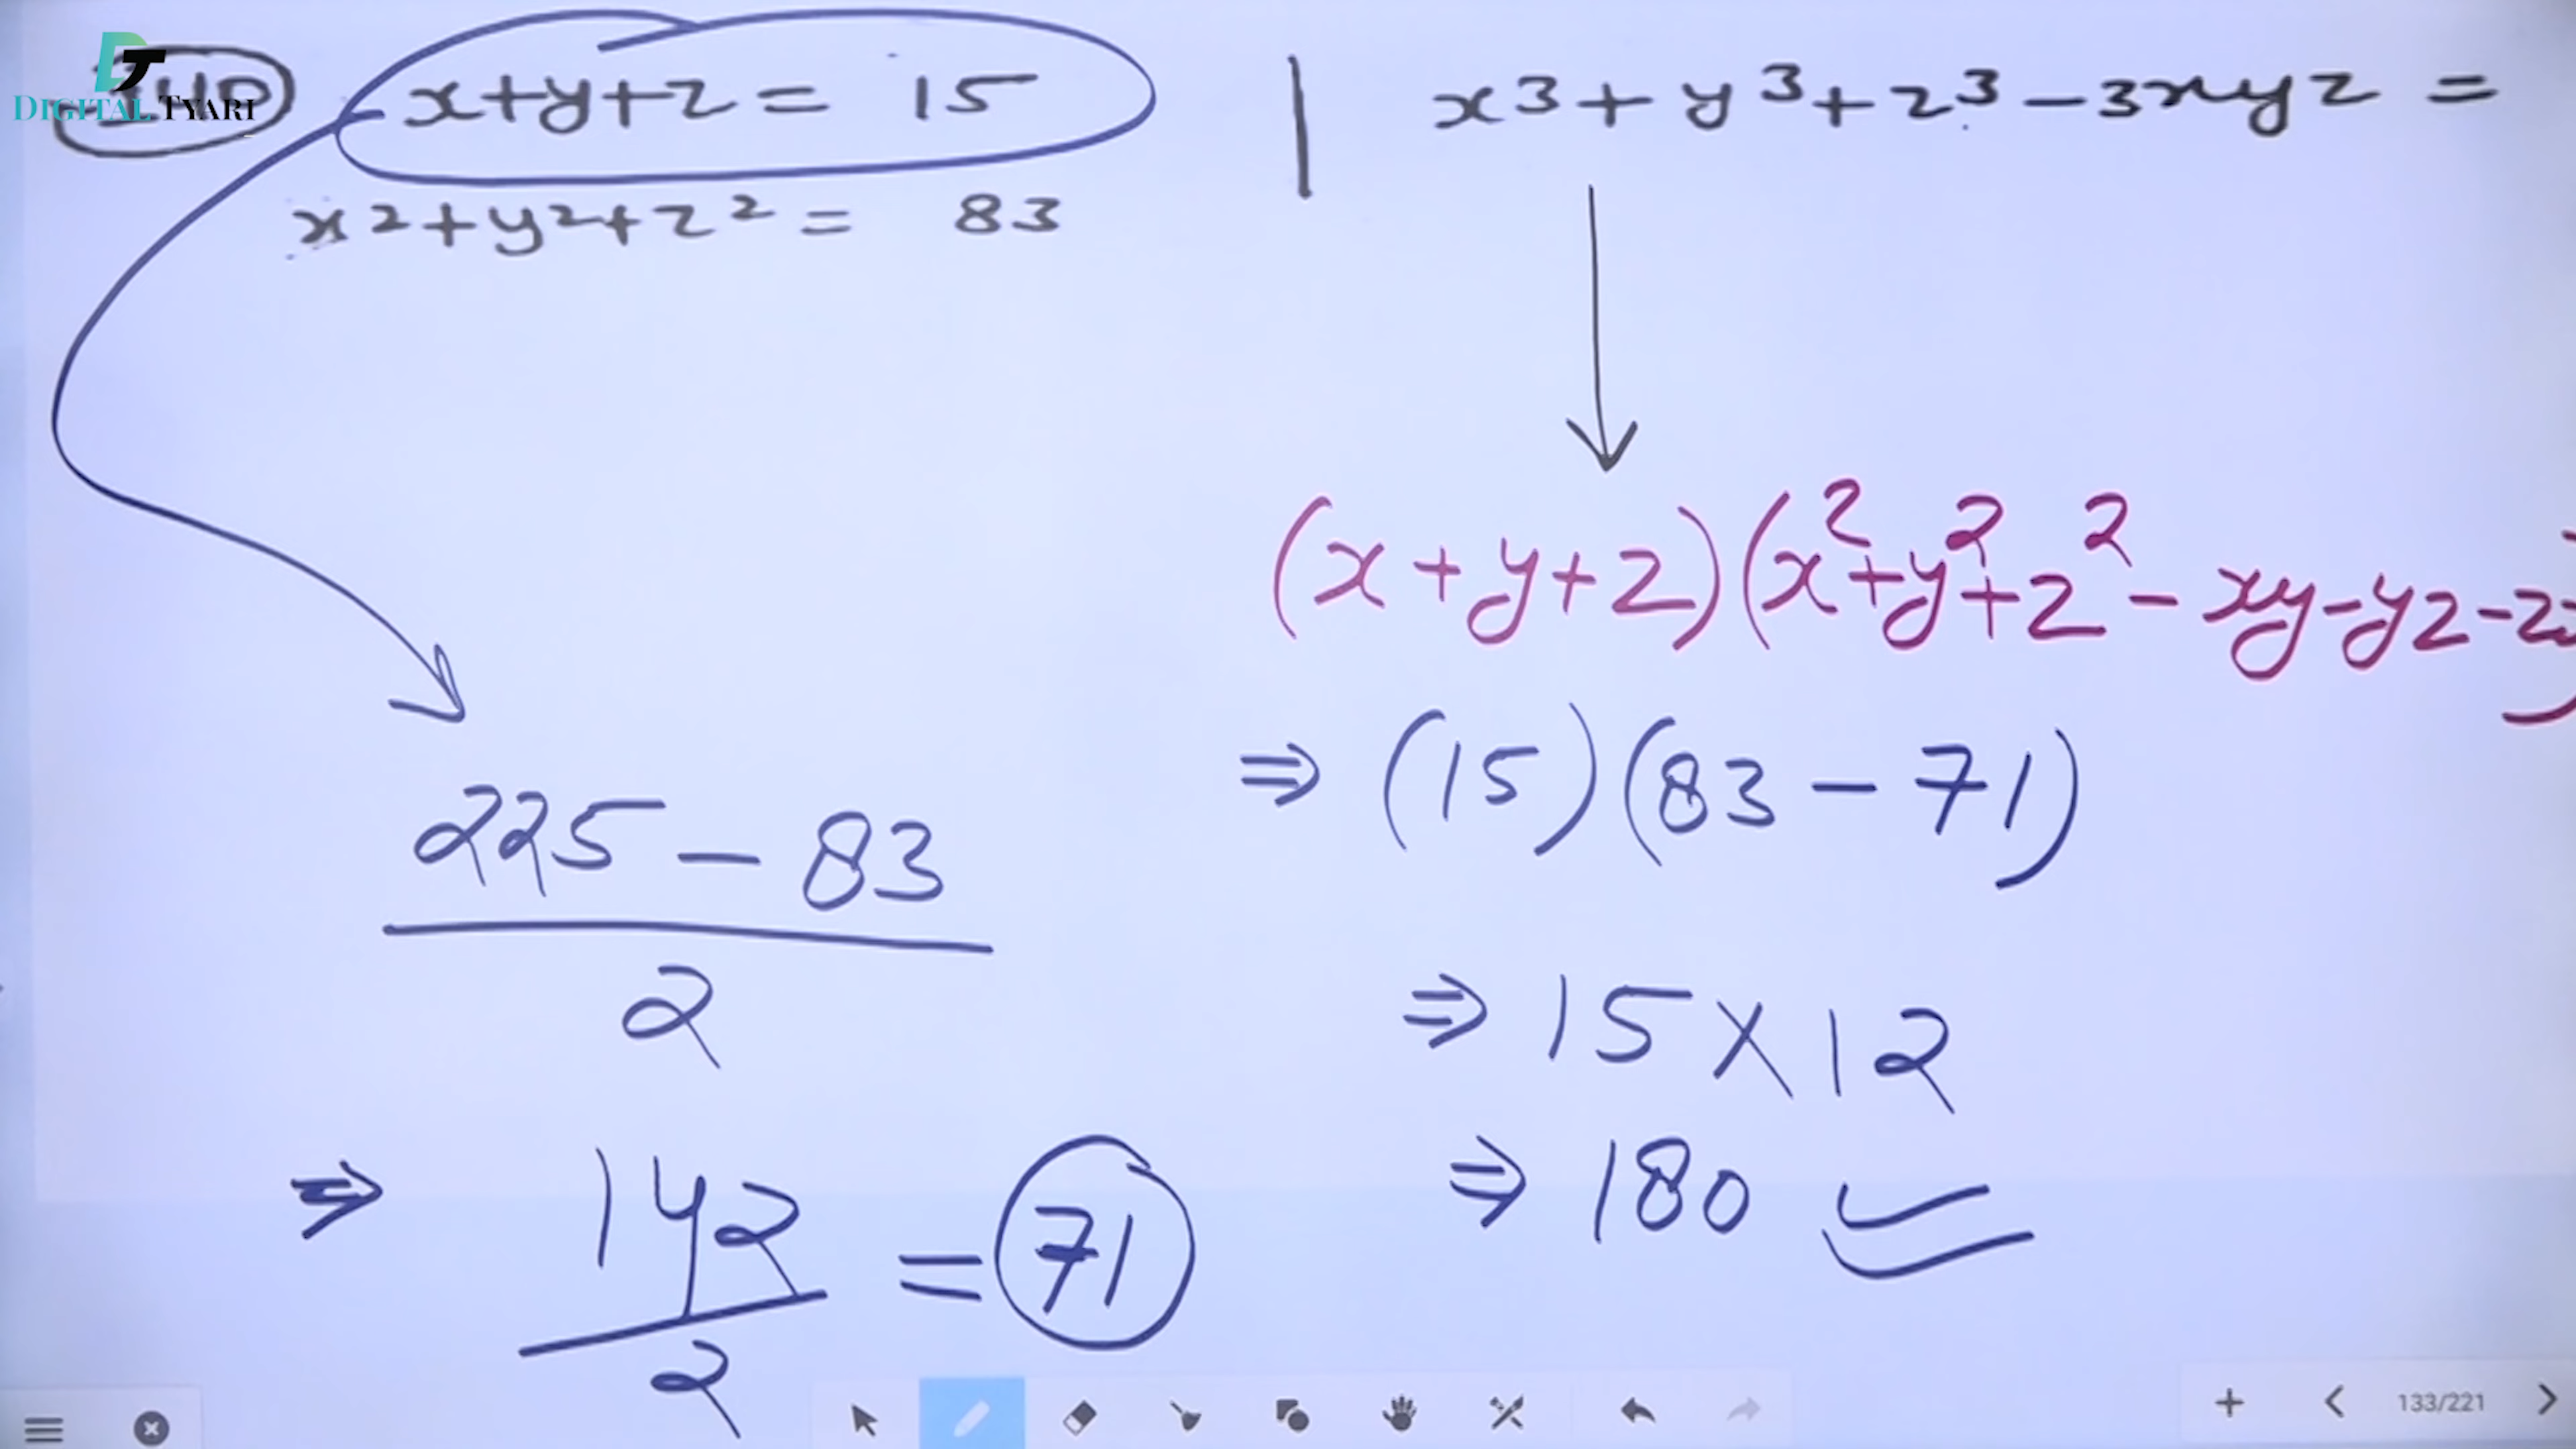 DIGITAL TYARI
x+y+z = 15
x²+y²+z² = 83
x³+y³+z³-3xyz =
(x+y+z)(x²+y²+z²-xy-yz-zx)
225-83
2
⇒ 142
2
= 71
⇒ (15)(83-71)
⇒ 15×12
⇒ 180
133/221